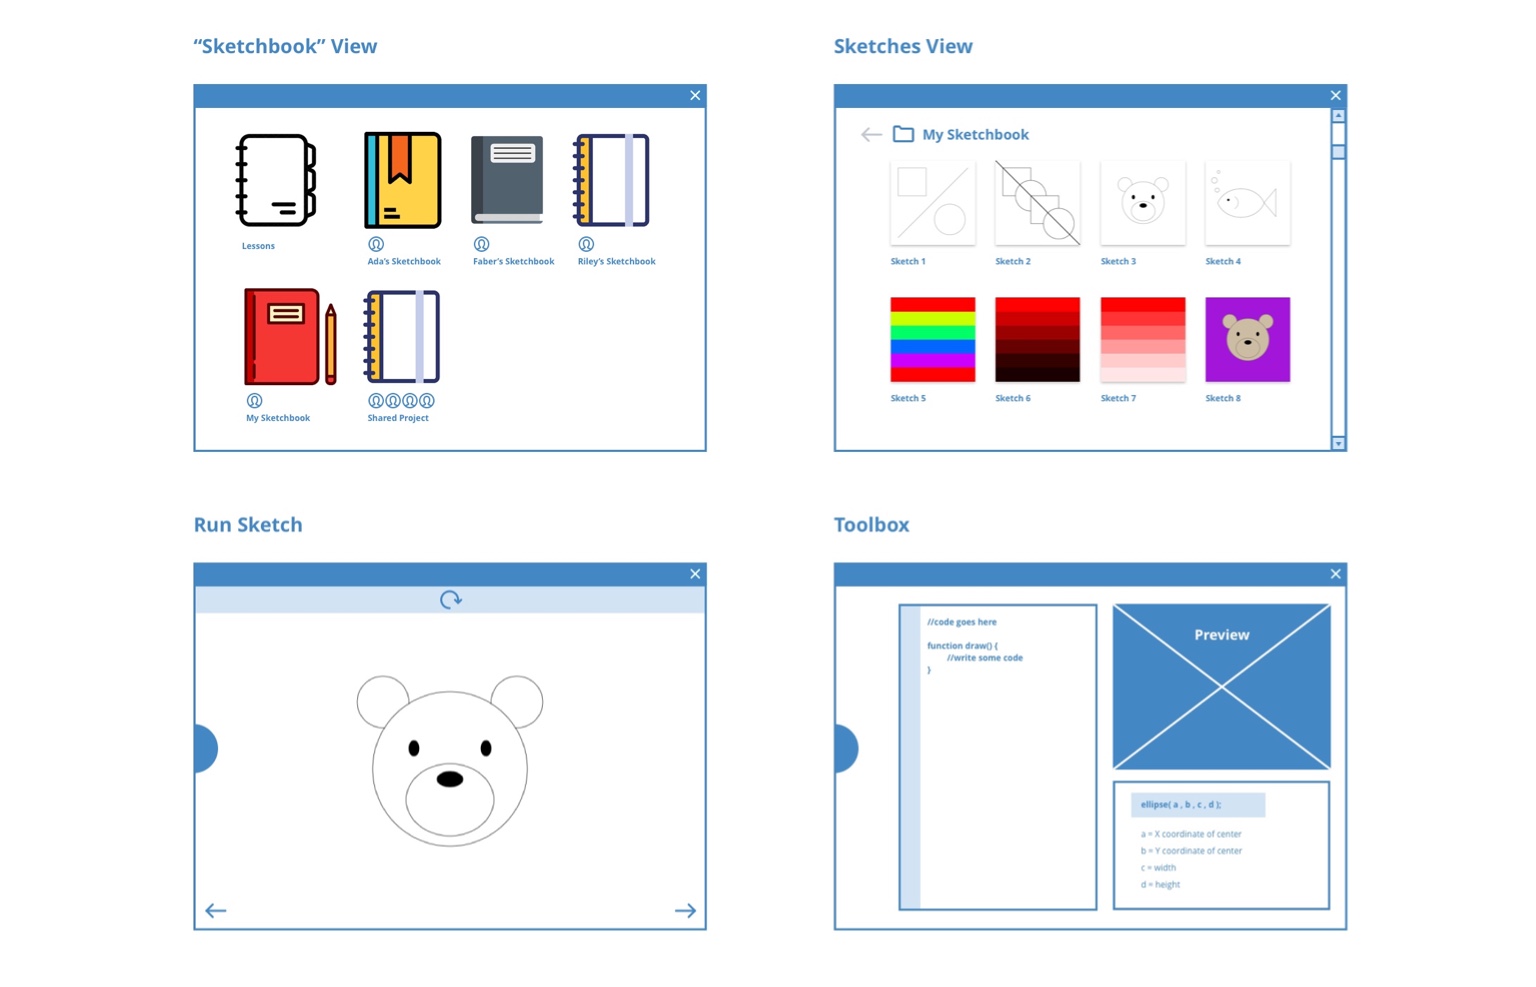 “Sketchbook” View
Lessons
Ada's Sketchbook
Faber's Sketchbook
Riley's Sketchbook
My Sketchbook
Shared Project
Sketches View
My Sketchbook
Sketch 1
Sketch 2
Sketch 3
Sketch 4
Sketch 5
Sketch 6
Sketch 7
Sketch 8
Run Sketch
Toolbox
//code goes here
function draw() {
//write some code
}
Preview
ellipse( a , b , c , d );
a = X coordinate of center
b = Y coordinate of center
c = width
d = height